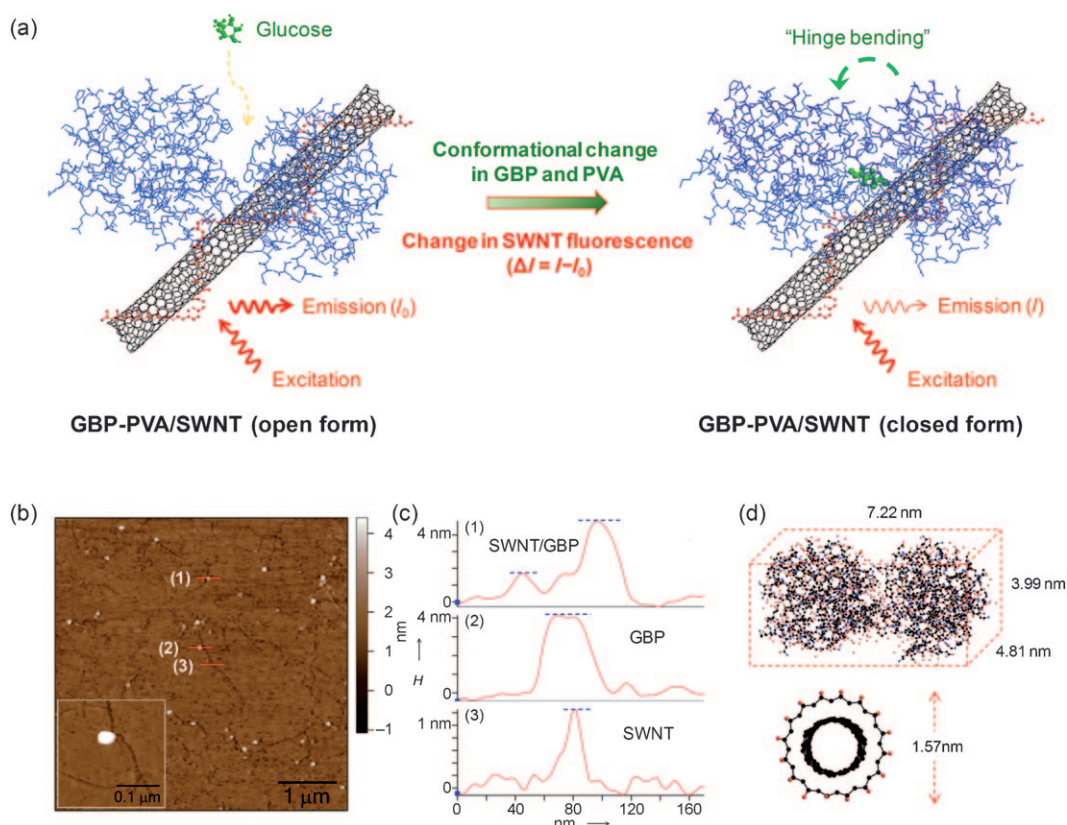 (a)
Glucose
"Hinge bending"
Conformational change
in GBP and PVA
Change in SWNT fluorescence
(ΔI = I–I₀)
Emission (I₀)
Excitation
Emission (I)
Excitation
GBP-PVA/SWNT (open form)
GBP-PVA/SWNT (closed form)
(b)
(1)
(2)
(3)
0.1 μm
1 μm
4
3
2
1
0
–1
nm
(c)
(1)
4 nm
SWNT/GBP
0
(2)
4 nm
GBP
0
H
(3)
1 nm
SWNT
0
0
40
80
120
160
nm
(d)
7.22 nm
3.99 nm
4.81 nm
1.57nm